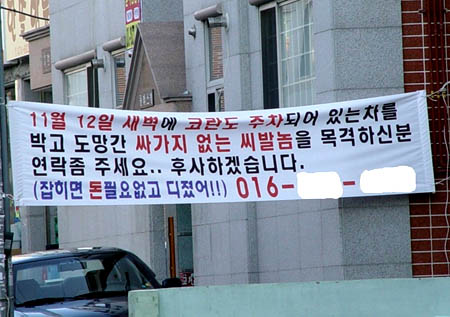 11월 12일 새벽에 코란도 주차되어 있는차를
박고 도망간 싸가지 없는 씨발놈을 목격하신분
연락좀 주세요.. 후사하겠습니다.
(잡히면 돈필요없고 디졌어!!) 016- -